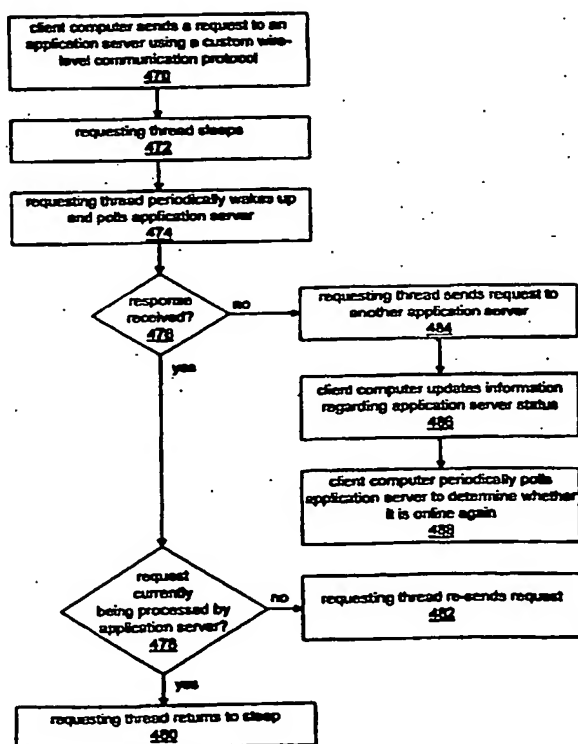 client computer sends a request to an
application server using a custom wire-
level communication protocol
470
requesting thread sleeps
472
requesting thread periodically wakes up
and polls application server
474
response
received?
476
no
yes
requesting thread sends request to
another application server
484
client computer updates information
regarding application server status
486
client computer periodically polls
application server to determine whether
it is online again
488
request
currently
being processed by
application server?
478
no
yes
requesting thread re-sends request
482
requesting thread returns to sleep
480